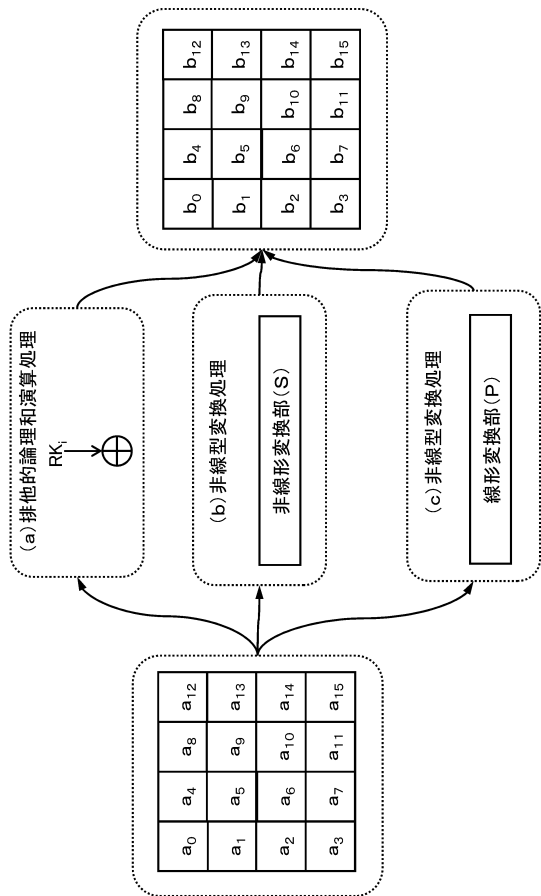 a₀ a₄ a₈ a₁₂
a₁ a₅ a₉ a₁₃
a₂ a₆ a₁₀ a₁₄
a₃ a₇ a₁₁ a₁₅
(a)排他的論理和演算処理
RKᵢ
(b)非線型変換処理
非線形変換部(S)
(c)非線型変換処理
線形変換部(P)
b₀ b₄ b₈ b₁₂
b₁ b₅ b₉ b₁₃
b₂ b₆ b₁₀ b₁₄
b₃ b₇ b₁₁ b₁₅